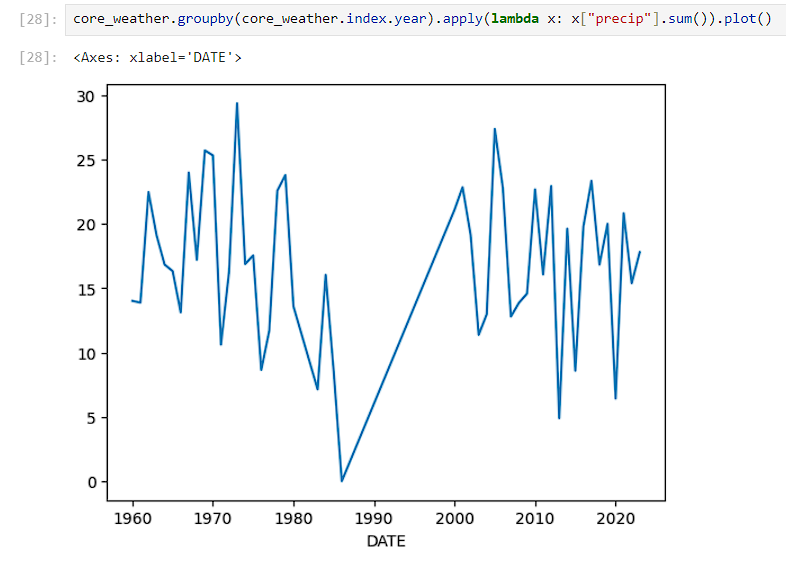 [28]: core_weather.groupby(core_weather.index.year).apply(lambda x: x["precip"].sum()).plot()
[28]: <Axes: xlabel='DATE'>
30
25
20
15
10
5
0
1960 1970 1980 1990 2000 2010 2020
DATE